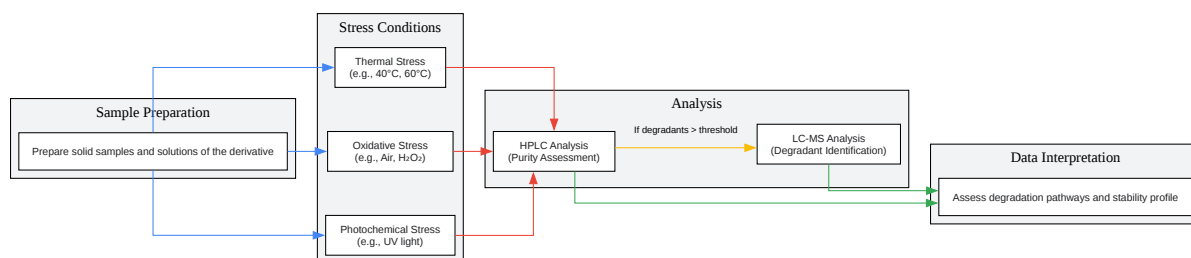 Sample Preparation
Prepare solid samples and solutions of the derivative
Stress Conditions
Thermal Stress
(e.g., 40°C, 60°C)
Oxidative Stress
(e.g., Air, H₂O₂)
Photochemical Stress
(e.g., UV light)
Analysis
HPLC Analysis
(Purity Assessment)
If degradants > threshold
LC-MS Analysis
(Degradant Identification)
Data Interpretation
Assess degradation pathways and stability profile